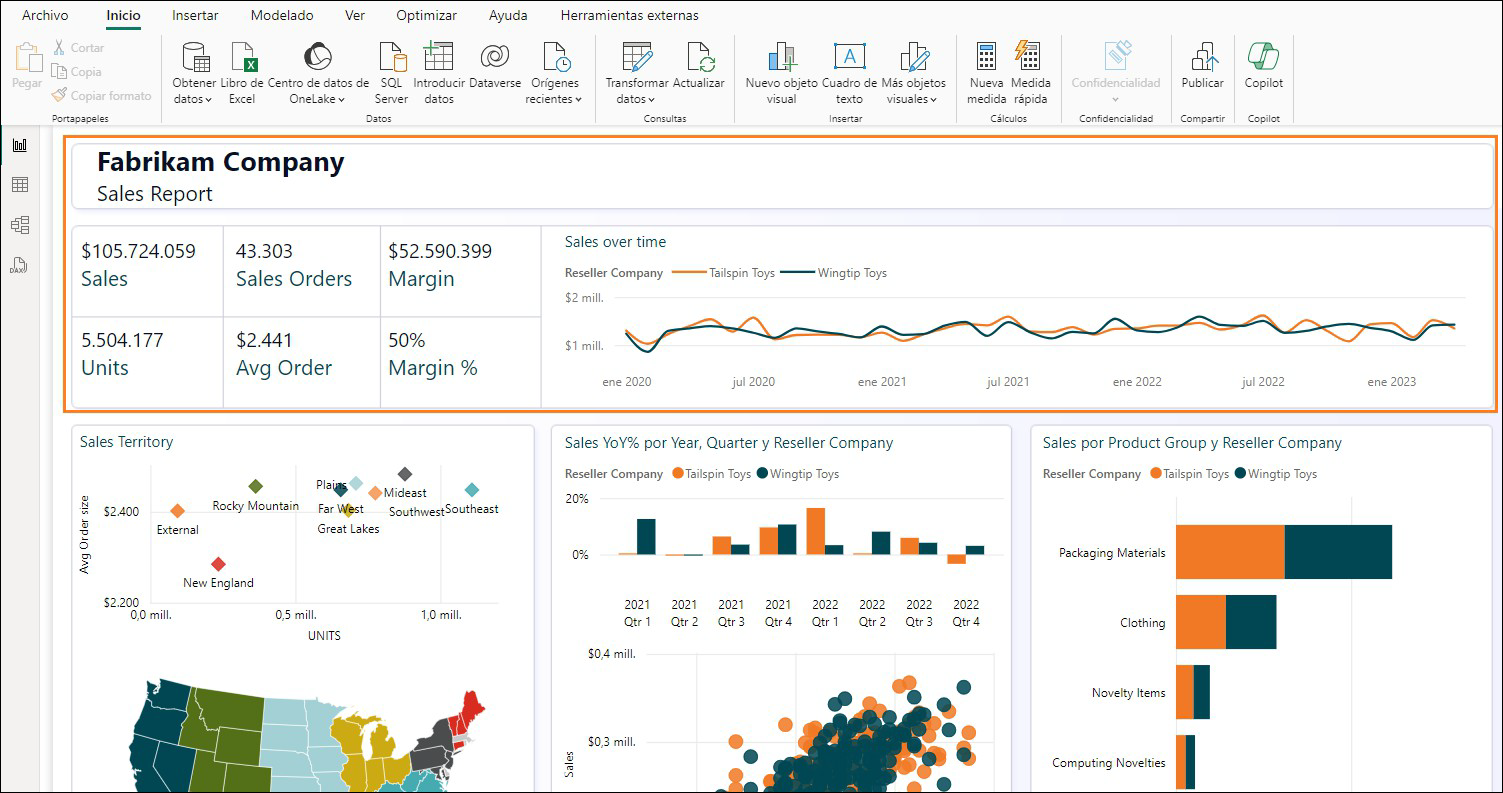 Archivo Inicio Insertar Modelado Ver Optimizar Ayuda Herramientas externas
Pegar
Cortar
Copia
Copiar formato
Portapapeles
Obtener datos
Libro de Excel
Centro de datos de OneLake
SQL Server
Introducir datos
Dataverse
Orígenes recientes
Datos
Transformar datos
Actualizar
Consultas
Nuevo objeto visual
Cuadro de texto
Más objetos visuales
Insertar
Nueva medida
Medida rápida
Cálculos
Confidencialidad
Confidencialidad
Publicar
Compartir
Copilot
Copilot
DAX
Fabrikam Company
Sales Report
$105.724.059
Sales
43.303
Sales Orders
$52.590.399
Margin
5.504.177
Units
$2.441
Avg Order
50%
Margin %
Sales over time
Reseller Company Tailspin Toys Wingtip Toys
$2 mill.
$1 mill.
ene 2020 jul 2020 ene 2021 jul 2021 ene 2022 jul 2022 ene 2023
Sales Territory
Avg Order size
$2.400
$2.200
External
Rocky Mountain
New England
Plains
Far West
Great Lakes
Mideast
Southwest
Southeast
0,0 mill. 0,5 mill. 1,0 mill.
UNITS
Sales YoY% por Year, Quarter y Reseller Company
Reseller Company Tailspin Toys Wingtip Toys
20%
0%
2021 2021 2021 2021 2022 2022 2022 2022
Qtr 1 Qtr 2 Qtr 3 Qtr 4 Qtr 1 Qtr 2 Qtr 3 Qtr 4
$0,4 mill.
$0,3 mill.
Sales
Sales por Product Group y Reseller Company
Reseller Company Tailspin Toys Wingtip Toys
Packaging Materials
Clothing
Novelty Items
Computing Novelties